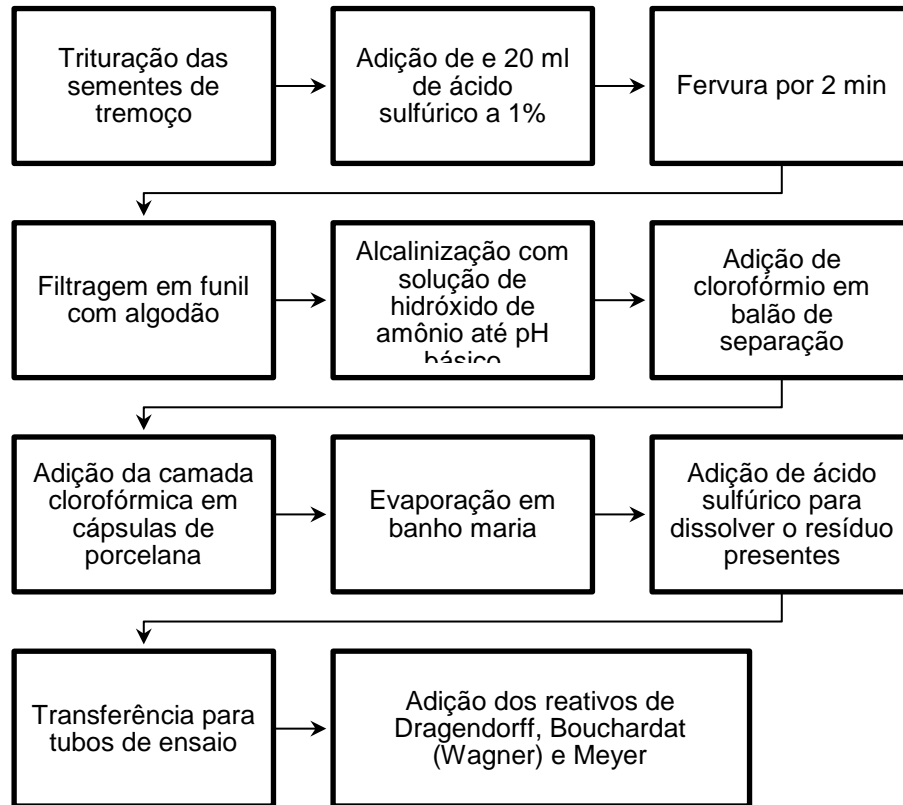 Trituração das
sementes de
tremoço
Adição de e 20 ml
de ácido
sulfúrico a 1%
Fervura por 2 min
Filtragem em funil
com algodão
Alcalinização com
solução de
hidróxido de
amônio até pH
básico
Adição de
clorofórmio em
balão de
separação
Adição da camada
clorofórmica em
cápsulas de
porcelana
Evaporação em
banho maria
Adição de ácido
sulfúrico para
dissolver o resíduo
presentes
Transferência para
tubos de ensaio
Adição dos reativos de
Dragendorff, Bouchardat
(Wagner) e Meyer